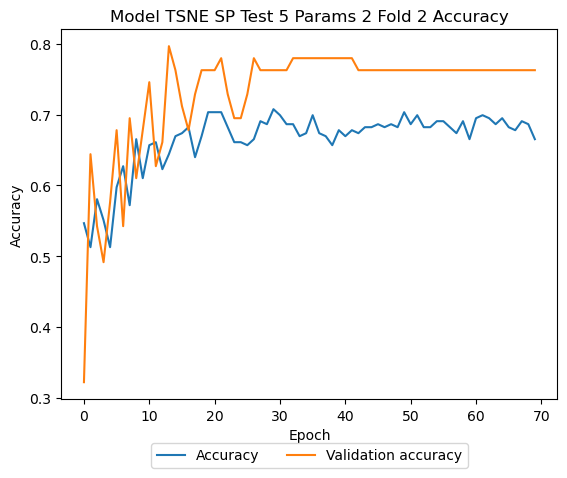 Model TSNE SP Test 5 Params 2 Fold 2 Accuracy
0.8
0.7
0.6
0.5
0.4
0.3
Accuracy
0 10 20 30 40 50 60 70
Epoch
Accuracy Validation accuracy